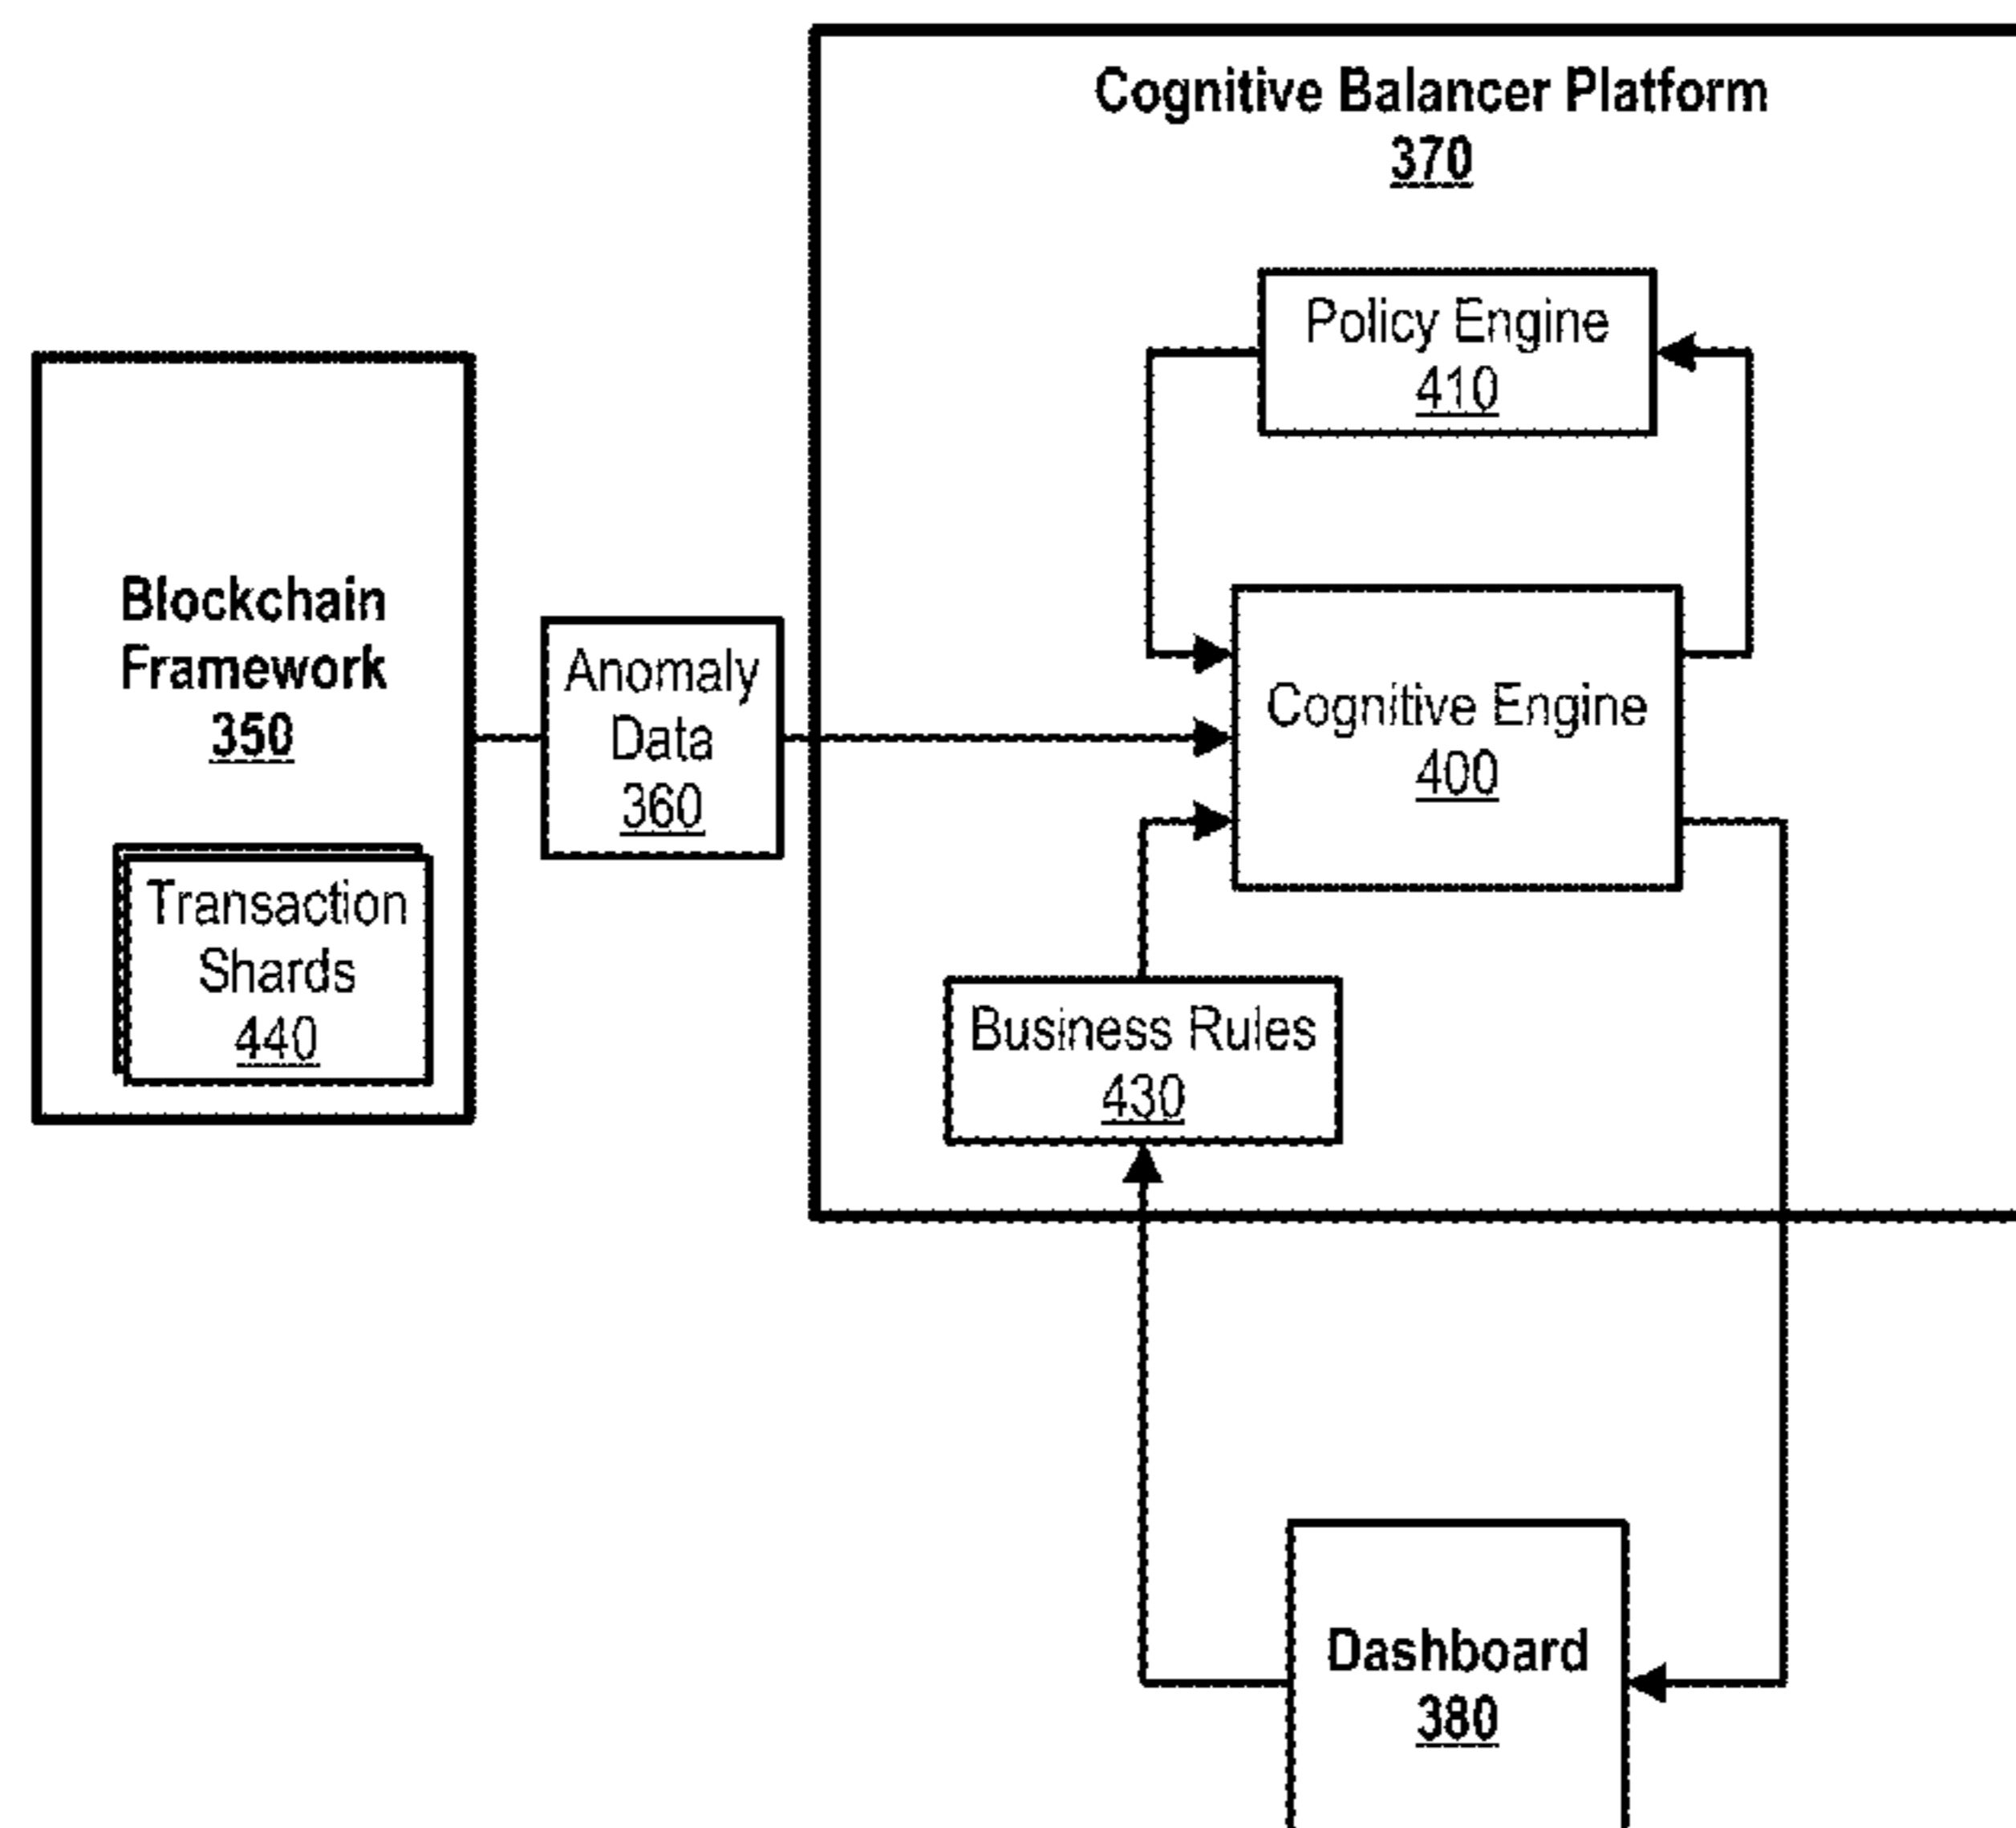 Cognitive Balancer Platform
370
Policy Engine
410
Blockchain
Framework
350
Anomaly
Data
360
Cognitive Engine
400
Transaction
Shards
440
Business Rules
430
Dashboard
380